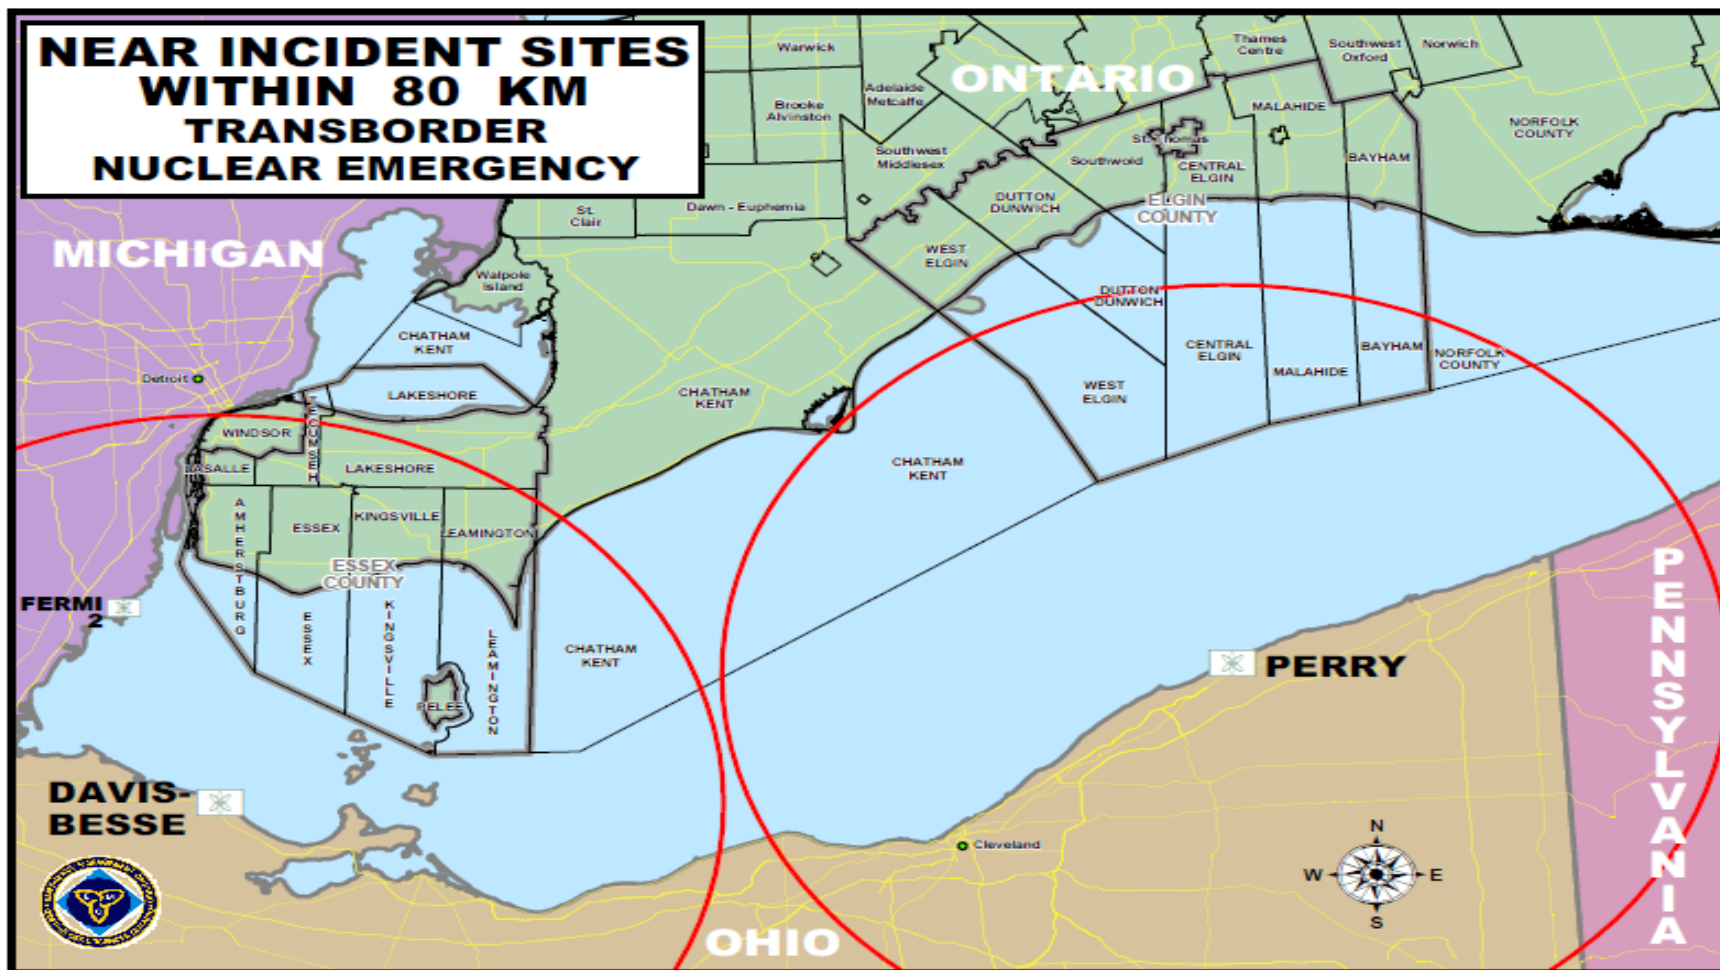 NEAR INCIDENT SITES
WITHIN 80 KM
TRANSBORDER
NUCLEAR EMERGENCY
ONTARIO
MICHIGAN
Warwick
Brooke
Alvinston
Adelaide
Metcalfe
Thames
Centre
Southwest
Oxford
Norwich
MALAHIDE
NORFOLK
COUNTY
Southwest
Middlesex
St. Thomas
Southwold
CENTRAL
ELGIN
BAYHAM
St.
Clair
Dawn - Euphemia
DUTTON
DUNWICH
ELGIN
COUNTY
WEST
ELGIN
Walpole
Island
DUTTON
DUNWICH
CHATHAM
KENT
CENTRAL
ELGIN
BAYHAM
NORFOLK
COUNTY
MALAHIDE
Detroit
LAKESHORE
CHATHAM
KENT
WEST
ELGIN
TECUMSEH
WINDSOR
LASALLE
LAKESHORE
CHATHAM
KENT
AMHERSTBURG
ESSEX
KINGSVILLE
LEAMINGTON
ESSEX
COUNTY
FERMI
2
ESSEX
KINGSVILLE
LEAMINGTON
CHATHAM
KENT
PELEE
PERRY
PENNSYLVANIA
DAVIS-
BESSE
Cleveland
N
W
E
S
OHIO